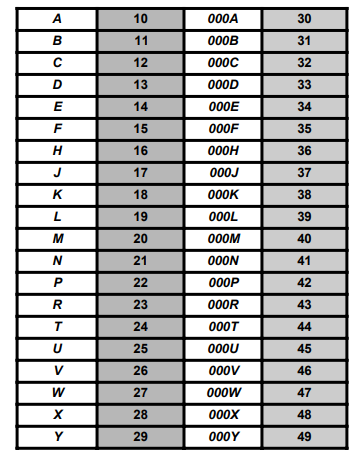 A 10 000A 30
B 11 000B 31
C 12 000C 32
D 13 000D 33
E 14 000E 34
F 15 000F 35
H 16 000H 36
J 17 000J 37
K 18 000K 38
L 19 000L 39
M 20 000M 40
N 21 000N 41
P 22 000P 42
R 23 000R 43
T 24 000T 44
U 25 000U 45
V 26 000V 46
W 27 000W 47
X 28 000X 48
Y 29 000Y 49